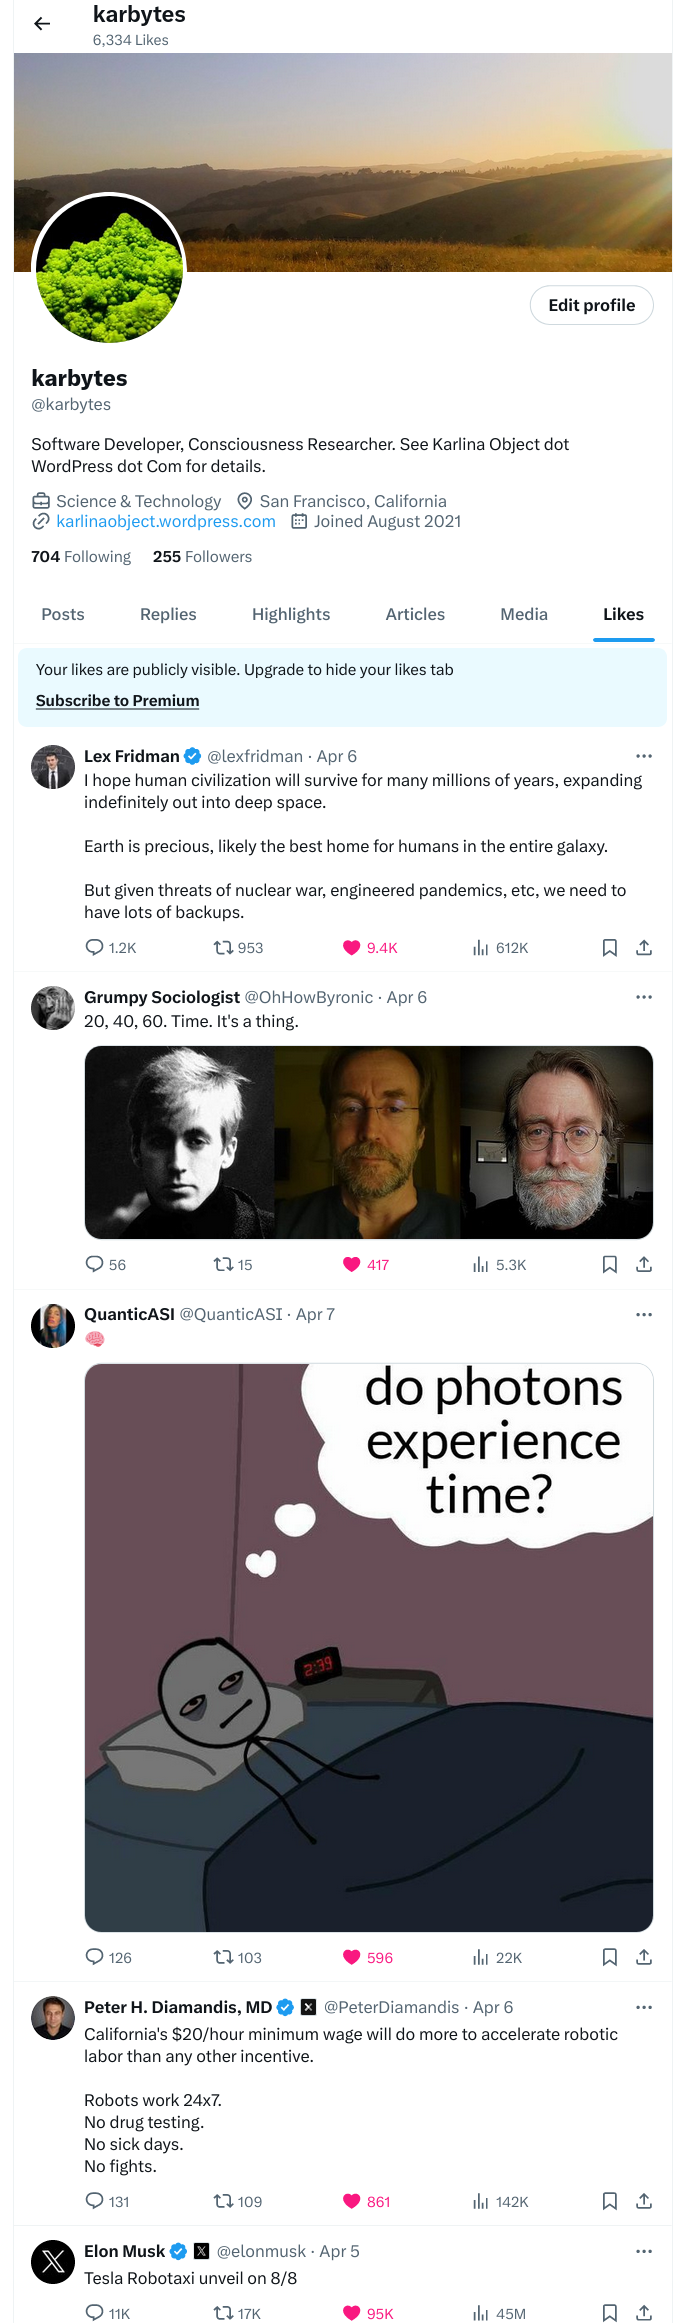 karbytes
6,334 Likes
Edit profile
karbytes
@karbytes
Software Developer, Consciousness Researcher. See Karlina Object dot
WordPress dot Com for details.
Science & Technology San Francisco, California
karlinaobject.wordpress.com Joined August 2021
704 Following 255 Followers
Posts Replies Highlights Articles Media Likes
Your likes are publicly visible. Upgrade to hide your likes tab
Subscribe to Premium
Lex Fridman @lexfridman · Apr 6
I hope human civilization will survive for many millions of years, expanding
indefinitely out into deep space.
Earth is precious, likely the best home for humans in the entire galaxy.
But given threats of nuclear war, engineered pandemics, etc, we need to
have lots of backups.
1.2K 953 9.4K 612K
Grumpy Sociologist @OhHowByronic · Apr 6
20, 40, 60. Time. It's a thing.
56 15 417 5.3K
QuanticASI @QuanticASI · Apr 7
🧠
do photons
experience
time?
2:39
126 103 596 22K
Peter H. Diamandis, MD @PeterDiamandis · Apr 6
California's $20/hour minimum wage will do more to accelerate robotic
labor than any other incentive.
Robots work 24x7.
No drug testing.
No sick days.
No fights.
131 109 861 142K
Elon Musk @elonmusk · Apr 5
Tesla Robotaxi unveil on 8/8
11K 17K 95K 45M